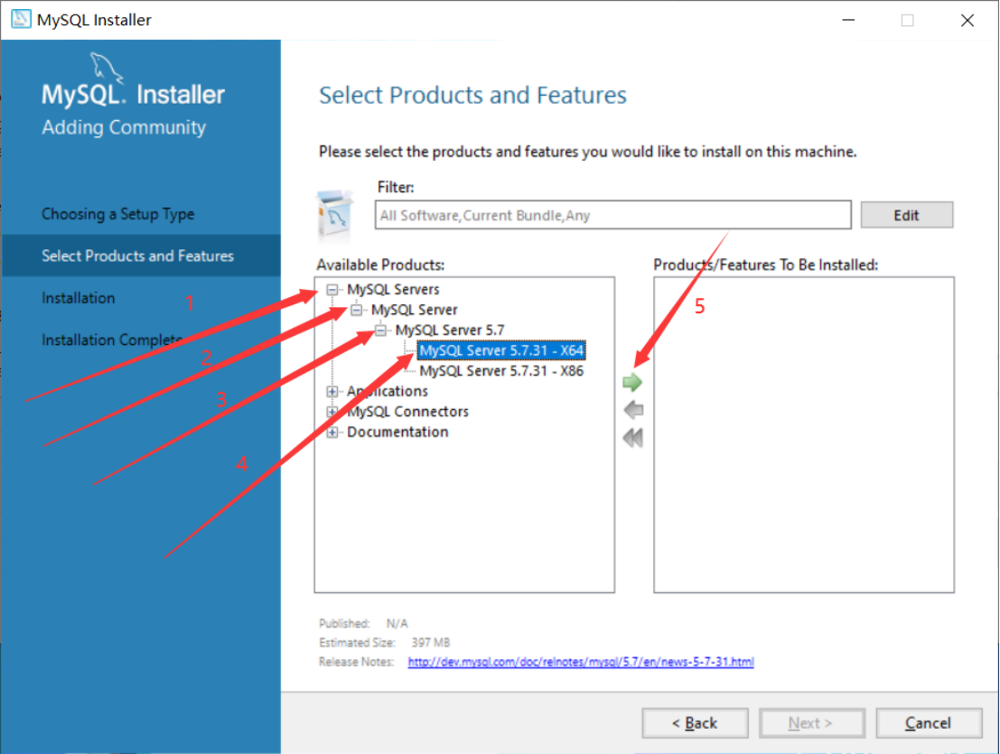 MySQL Installer
MySQL. Installer
Adding Community
Choosing a Setup Type
Select Products and Features
Installation
Installation Complete
1
2
3
4
Select Products and Features
Please select the products and features you would like to install on this machine.
Filter:
All Software,Current Bundle,Any
Edit
Available Products:
MySQL Servers
MySQL Server
MySQL Server 5.7
MySQL Server 5.7.31 - X64
MySQL Server 5.7.31 - X86
Applications
MySQL Connectors
Documentation
5
Products/Features To Be Installed:
Published: N/A
Estimated Size: 397 MB
Release Notes: http://dev.mysql.com/doc/relnotes/mysql/5.7/en/news-5-7-31.html
< Back
Next >
Cancel